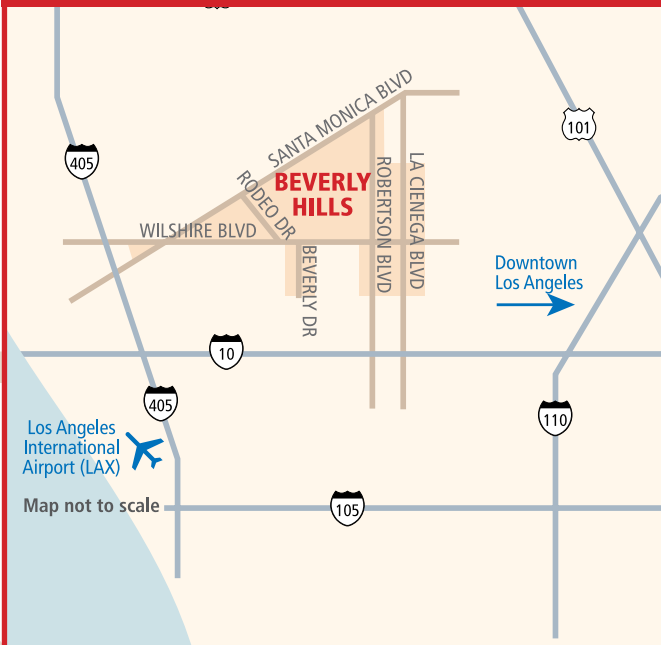 101
405
SANTA MONICA BLVD
RODEO DR
BEVERLY
HILLS
ROBERTSON BLVD
LA CIENEGA BLVD
WILSHIRE BLVD
BEVERLY DR
Downtown
Los Angeles
10
405
110
Los Angeles
International
Airport (LAX)
Map not to scale
105